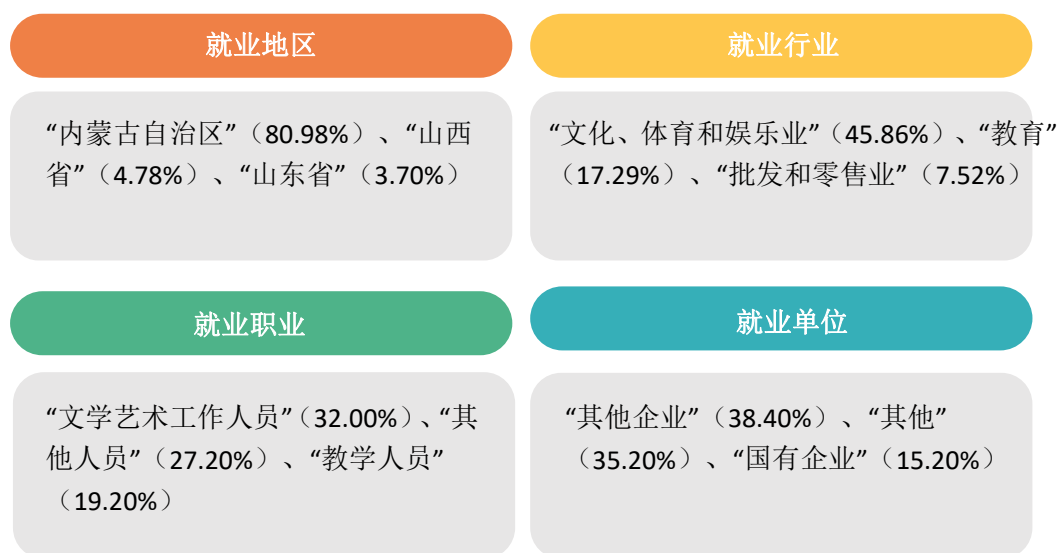 就业地区
“内蒙古自治区”（80.98%）、“山西
省”（4.78%）、“山东省”（3.70%）
就业行业
“文化、体育和娱乐业”（45.86%）、“教育”
（17.29%）、“批发和零售业”（7.52%）
就业职业
“文学艺术工作人员”（32.00%）、“其
他人员”（27.20%）、“教学人员”
（19.20%）
就业单位
“其他企业”（38.40%）、“其他”
（35.20%）、“国有企业”（15.20%）